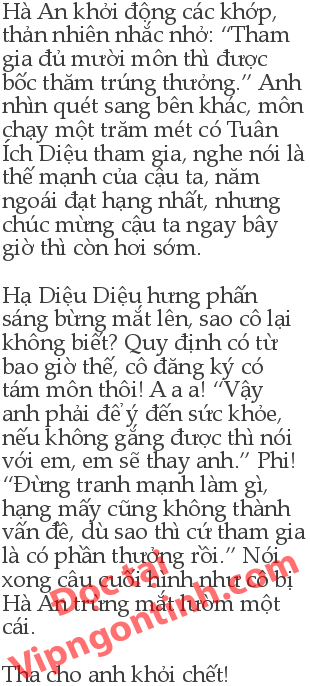 Hà An khởi động các khớp,
thản nhiên nhắc nhở: “Tham
gia đủ mười môn thì được
bốc thăm trúng thưởng.” Anh
nhìn quét sang bên khác, môn
chạy một trăm mét có Tuân
Ích Diệu tham gia, nghe nói là
thế mạnh của cậu ta, năm
ngoái đạt hạng nhất, nhưng
chúc mừng cậu ta ngay bây
giờ thì còn hơi sớm.

Hạ Diệu Diệu hưng phấn
sáng bừng mắt lên, sao cô lại
không biết? Quy định có từ
bao giờ thế, cô đăng ký có
tám môn thôi! A a a! “Vậy
anh phải để ý đến sức khỏe,
nếu không gắng được thì nói
với em, em sẽ thay anh.” Phi!
“Đừng tranh mạnh làm gì,
hạng mấy cũng không thành
vấn đề, dù sao thì cứ tham gia
là có phần thưởng rồi.” Nói
xong câu cuối hình như cô bị
Hà An trừng mắt lườm một
cái.

Tha cho anh khỏi chết!
Đọc tại
Vipngontinh.com